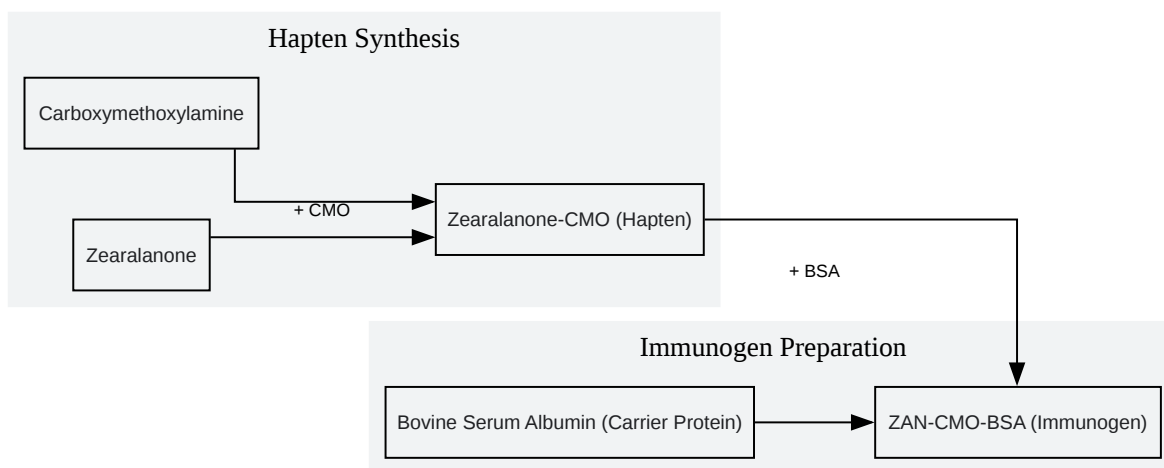 Hapten Synthesis
Carboxymethoxylamine
+ CMO
Zearalanone-CMO (Hapten)
Zearalanone
+ BSA
Immunogen Preparation
Bovine Serum Albumin (Carrier Protein)
ZAN-CMO-BSA (Immunogen)